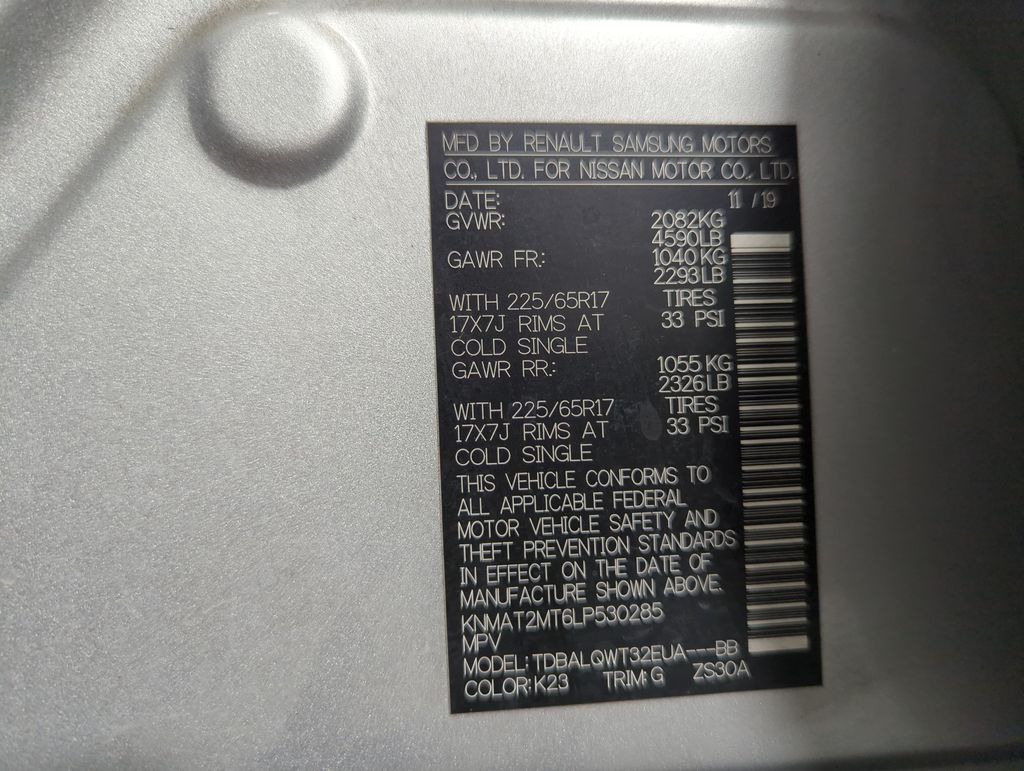 MFD BY RENAULT SAMSUNG MOTORS
CO., LTD. FOR NISSAN MOTOR CO., LTD.
DATE: 11 / 19
GVWR: 2082KG
4590LB
GAWR FR.: 1040KG
2293LB
WITH 225/65R17 TIRES
17X7J RIMS AT 33 PSI
COLD SINGLE
GAWR RR.: 1055KG
2326LB
WITH 225/65R17 TIRES
17X7J RIMS AT 33 PSI
COLD SINGLE
THIS VEHICLE CONFORMS TO
ALL APPLICABLE FEDERAL
MOTOR VEHICLE SAFETY AND
THEFT PREVENTION STANDARDS
IN EFFECT ON THE DATE OF
MANUFACTURE SHOWN ABOVE.
KNMAT2MT6LP530285
MPV
MODEL: TDBALQWT32EUA---BB
COLOR: K23 TRIM: G ZS30A